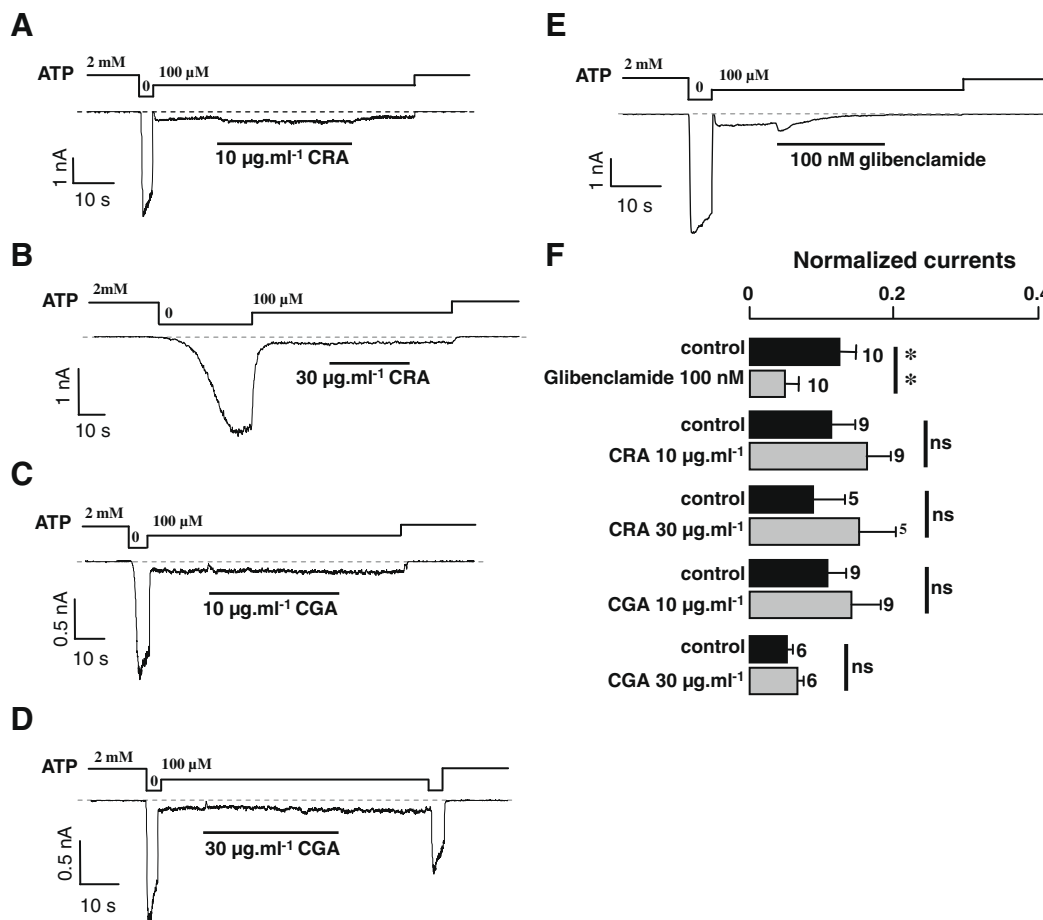 A
ATP 2 mM 0 100 µM
10 µg.ml-1 CRA
1 nA
10 s
B
ATP 2mM 0 100 µM
30 µg.ml-1 CRA
1 nA
10 s
C
ATP 2 mM 0 100 µM
10 µg.ml-1 CGA
0.5 nA
10 s
D
ATP 2 mM 0 100 µM
30 µg.ml-1 CGA
0.5 nA
10 s
E
ATP 2 mM 0 100 µM
100 nM glibenclamide
1 nA
10 s
F
Normalized currents
0 0.2 0.4
control 10
Glibenclamide 100 nM 10
* *
control 9
CRA 10 µg.ml-1 9
ns
control 5
CRA 30 µg.ml-1 5
ns
control 9
CGA 10 µg.ml-1 9
ns
control 6
CGA 30 µg.ml-1 6
ns